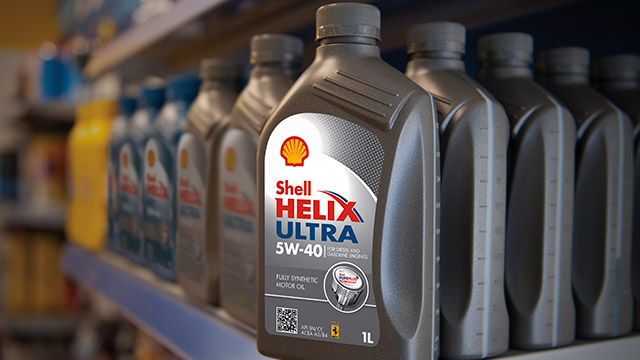 Shell
HELIX
ULTRA
5W-40
FOR DIESEL AND
GASOLINE ENGINES
FULLY SYNTHETIC
MOTOR OIL
API SN/CF
ACEA A3/B4
1L